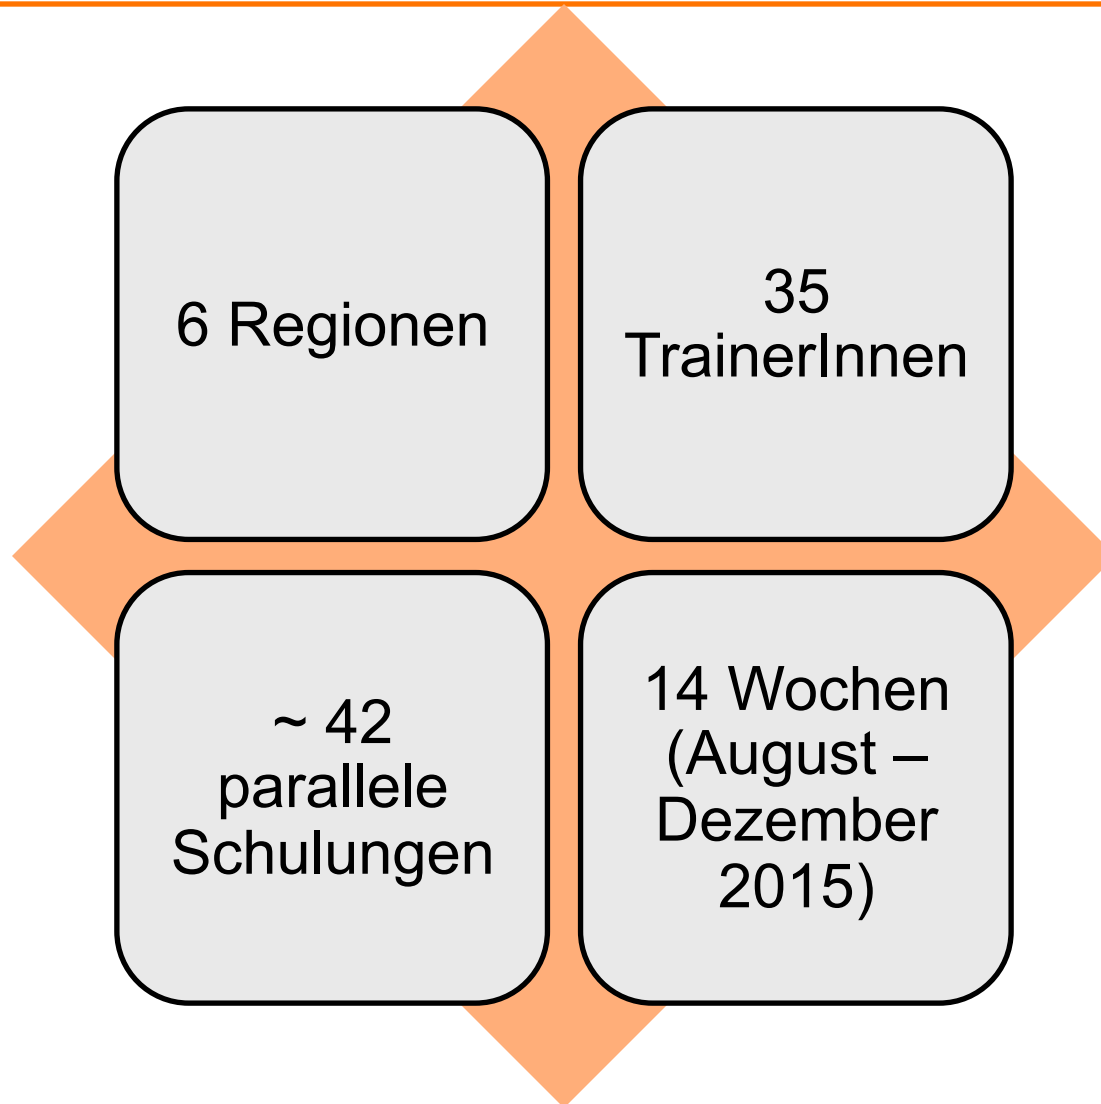 6 Regionen
35
TrainerInnen
~ 42
parallele
Schulungen
14 Wochen
(August –
Dezember
2015)